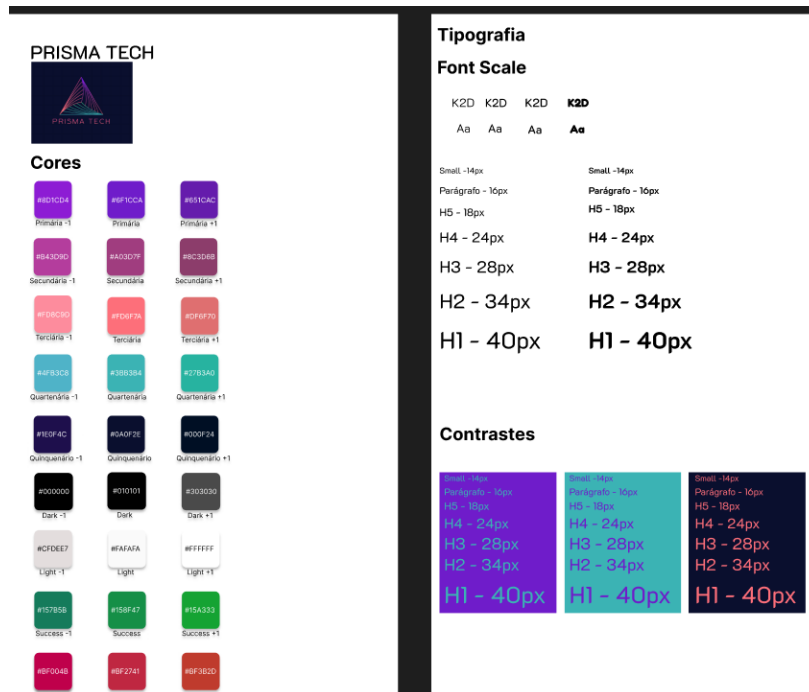 PRISMA TECH
PRISMA TECH
Cores
#8D1CD4 #6F1CCA #651CAC
Primária -1 Primária Primária +1
#B43D9D #A03D7F #8C3D6B
Secundária -1 Secundária Secundária +1
#FD8C9D #FD6F7A #DF6F70
Terciária -1 Terciária Terciária +1
#4FB3C8 #3BB3B4 #27B3A0
Quartenária -1 Quartenária Quartenária +1
#1E0F4C #0A0F2E #000F24
Quinquenário -1 Quinquenário Quinquenário +1
#000000 #010101 #303030
Dark -1 Dark Dark +1
#CFDEE7 #FAFAFA #FFFFFF
Light -1 Light Light +1
#157B5B #158F47 #15A333
Success -1 Success Success +1
#BF004B #BF2741 #BF3B2D
Tipografia
Font Scale
K2D K2D K2D K2D
Aa Aa Aa Aa
Small -14px Small -14px
Parágrafo - 16px Parágrafo - 16px
H5 - 18px H5 - 18px
H4 - 24px H4 - 24px
H3 - 28px H3 - 28px
H2 - 34px H2 - 34px
H1 - 40px H1 - 40px
Contrastes
Small -14px
Parágrafo - 16px
H5 - 18px
H4 - 24px
H3 - 28px
H2 - 34px
H1 - 40px
Small -14px
Parágrafo - 16px
H5 - 18px
H4 - 24px
H3 - 28px
H2 - 34px
H1 - 40px
Small -14px
Parágrafo - 16px
H5 - 18px
H4 - 24px
H3 - 28px
H2 - 34px
H1 - 40px